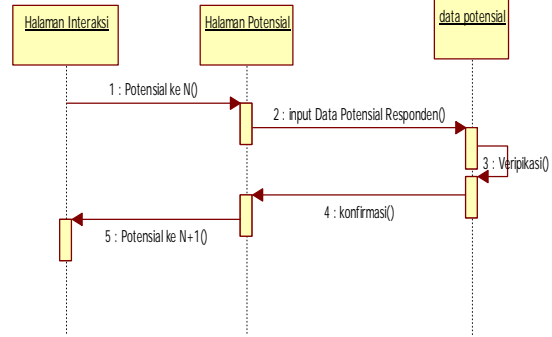 Halaman Interaksi
Halaman Potensial
data potensial
1 : Potensial ke N()
2 : input Data Potensial Responden()
3 : Veripikasi()
4 : konfirmasi()
5 : Potensial ke N+1()